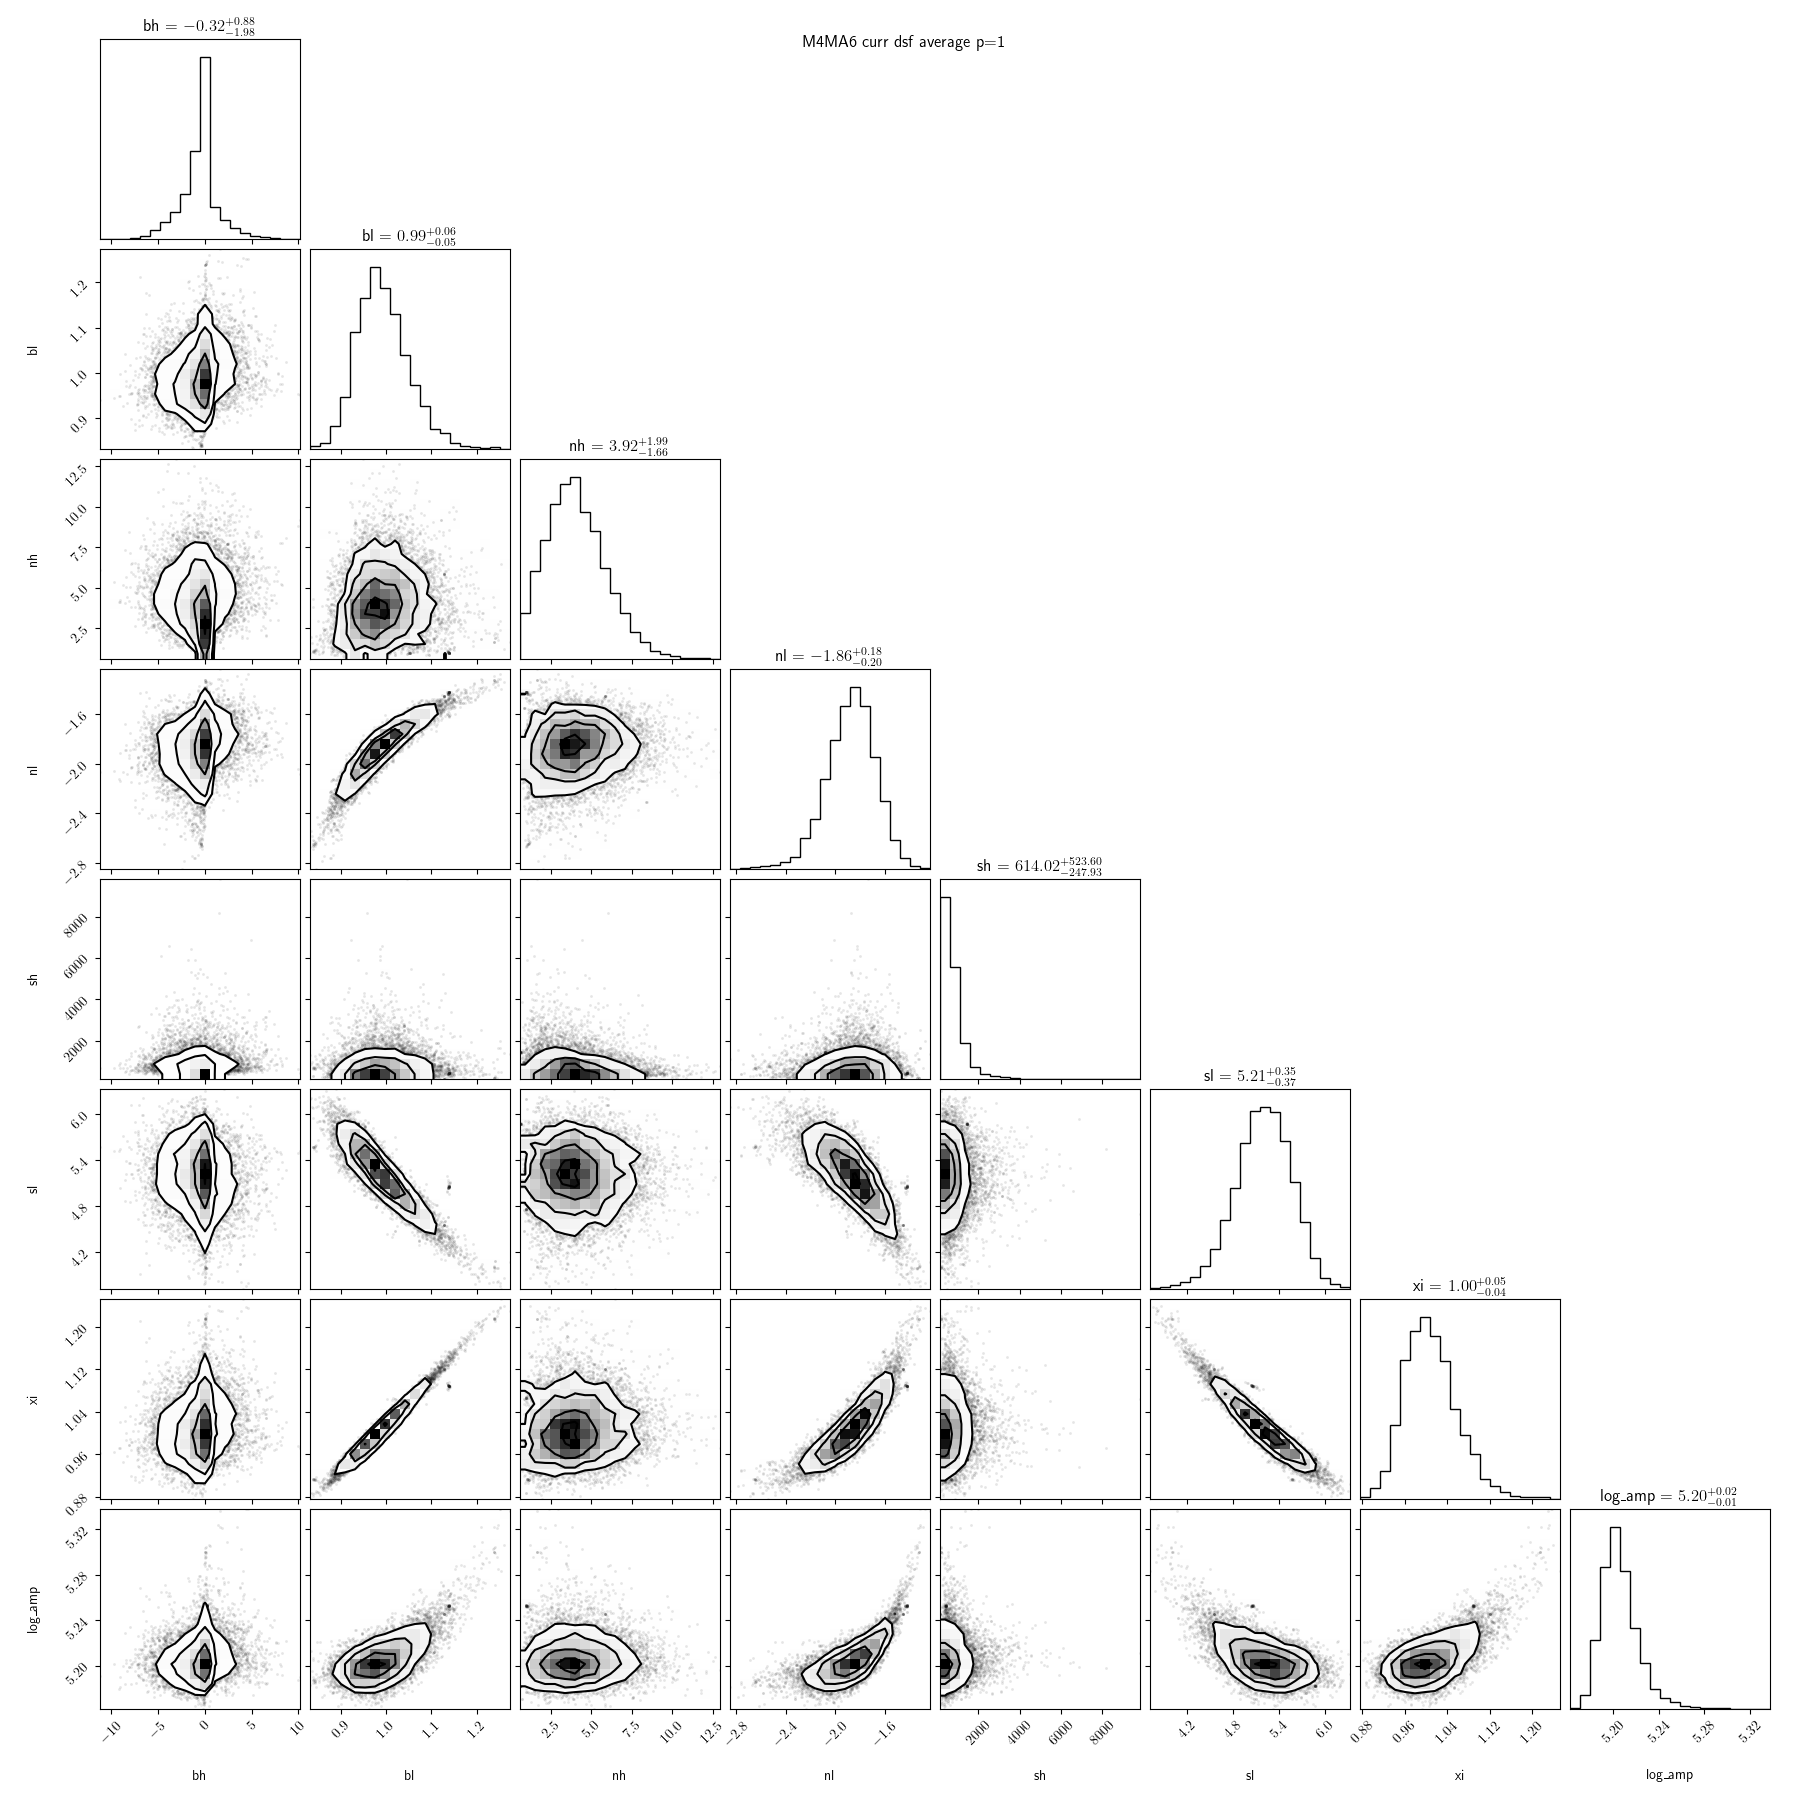 M4MA6 curr dsf average p=1
bh = −0.32 +0.88 −1.98
bl = 0.99 +0.06 −0.05
nh = 3.92 +1.99 −1.66
nl = −1.86 +0.18 −0.20
sh = 614.02 +523.60 −247.93
sl = 5.21 +0.35 −0.37
xi = 1.00 +0.05 −0.04
log_amp = 5.20 +0.02 −0.01
bl
1.2
1.1
1.0
0.9
nh
12.5
10.0
7.5
5.0
2.5
nl
−1.6
−2.0
−2.4
−2.8
sh
8000
6000
4000
2000
sl
6.0
5.4
4.8
4.2
xi
1.20
1.12
1.04
0.96
0.88
log_amp
5.32
5.28
5.24
5.20
−10 −5 0 5 10
0.9 1.0 1.1 1.2
2.5 5.0 7.5 10.0 12.5
−2.8 −2.4 −2.0 −1.6
2000 4000 6000 8000
4.2 4.8 5.4 6.0
0.88 0.96 1.04 1.12 1.20
5.20 5.24 5.28 5.32
bh bl nh nl sh sl xi log_amp